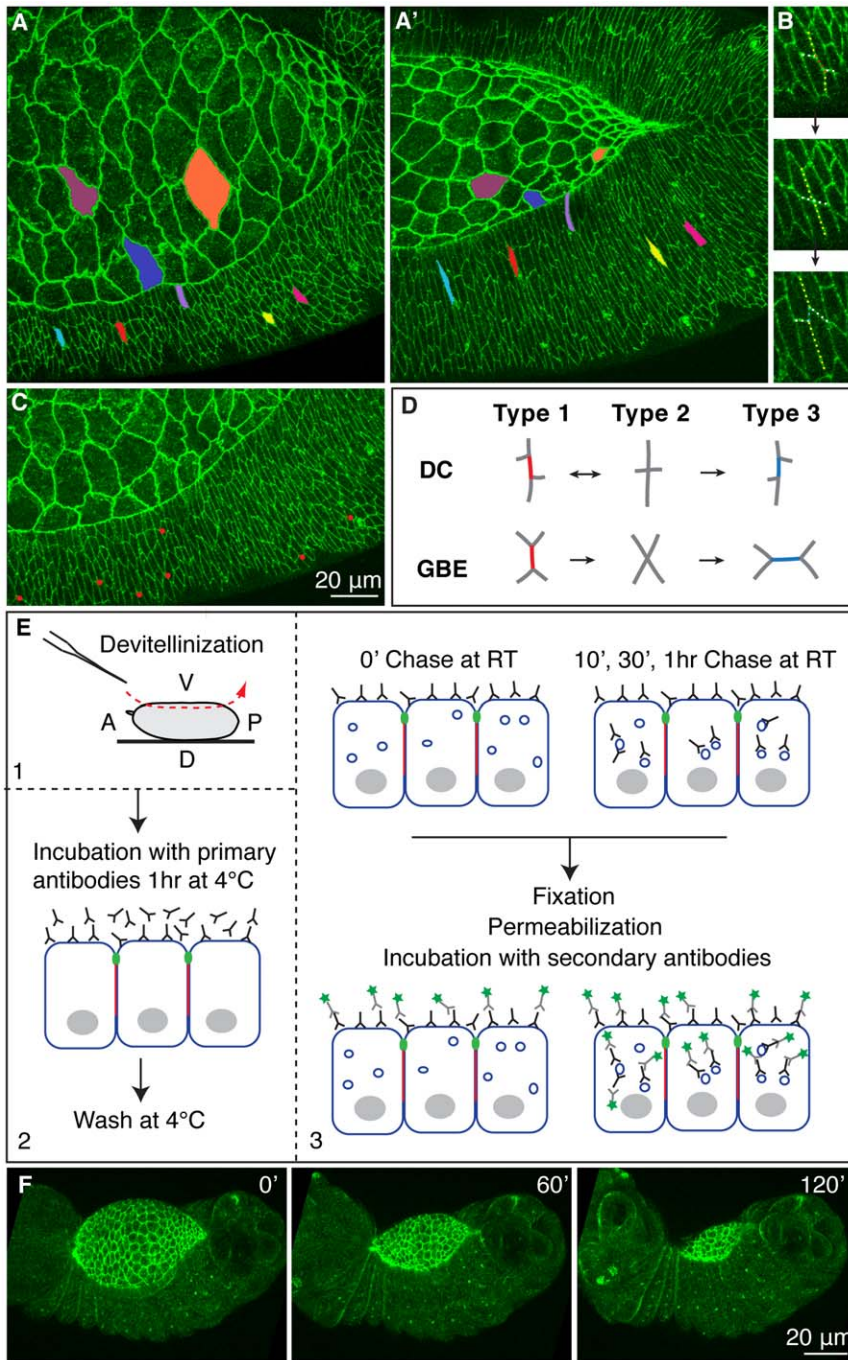 A
A'
B
C
20 µm
D
Type 1
Type 2
Type 3
DC
GBE
E
Devitellinization
V
A
P
D
1
Incubation with primary
antibodies 1hr at 4°C
Wash at 4°C
2
0' Chase at RT
10', 30', 1hr Chase at RT
Fixation
Permeabilization
Incubation with secondary antibodies
3
F
0'
60'
120'
20 µm